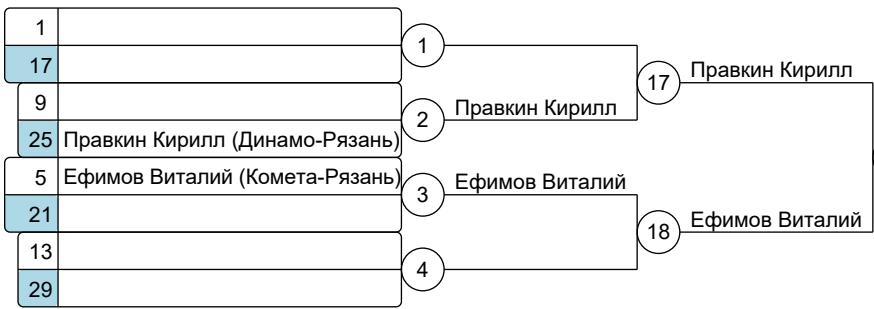 1
17
1
9
25 Правкин Кирилл (Динамо-Рязань)
2 Правкин Кирилл
17 Правкин Кирилл
5 Ефимов Виталий (Комета-Рязань)
21
3 Ефимов Виталий
13
29
4
18 Ефимов Виталий